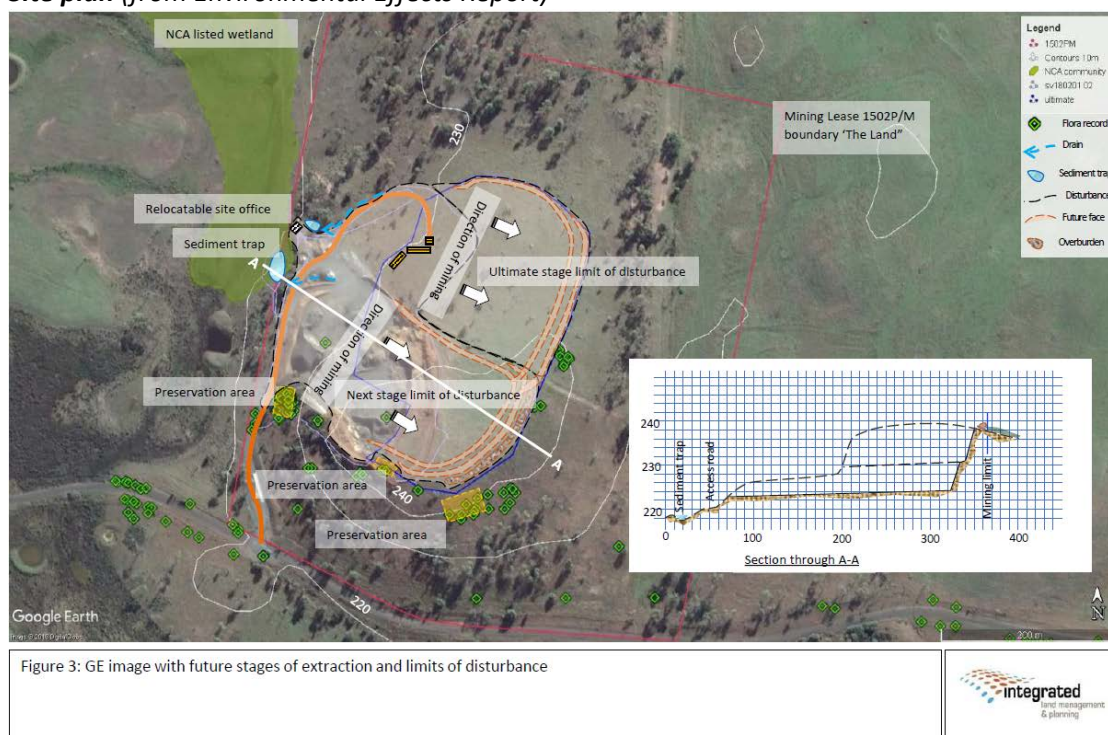 Site plan (from Environmental Effects Report)
NCA listed wetland
230
Mining Lease 1502P/M
boundary ‘The Land”
Relocatable site office
Sediment trap
A
Direction of mining
Ultimate stage limit of disturbance
Direction of mining
Preservation area
Next stage limit of disturbance
A
Preservation area
240
Preservation area
220
Legend
1502PM
Contours 10m
NCA community
sv180201 02
ultimate
Flora record
Drain
Sediment trap
Disturbance
Future face
Overburden
240
230
220
Sediment trap
Access road
Mining limit
0
100
200
300
400
Section through A-A
Google Earth
N
200 m
Figure 3: GE image with future stages of extraction and limits of disturbance
integrated
land management
& planning